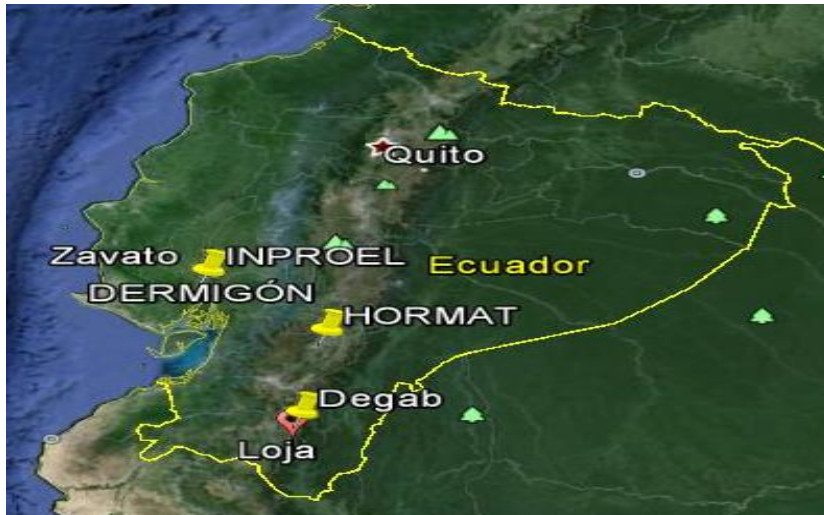 Quito
Zavato INPROEL
Ecuador
DERMIGÓN
HORMAT
Degab
Loja